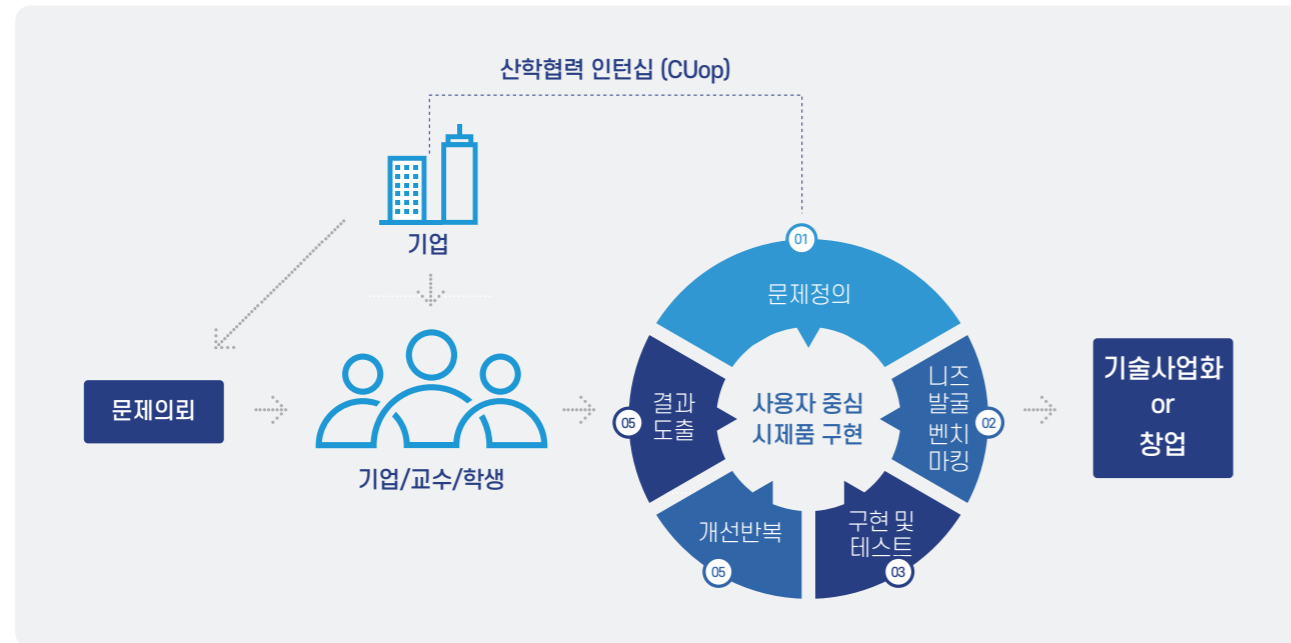 산학협력 인턴십 (CUop)
기업
문제의뢰
기업/교수/학생
01
문제정의
니즈
발굴
벤치
마킹
02
구현 및
테스트
03
개선반복
05
결과
도출
05
사용자 중심
시제품 구현
기술사업화
or
창업